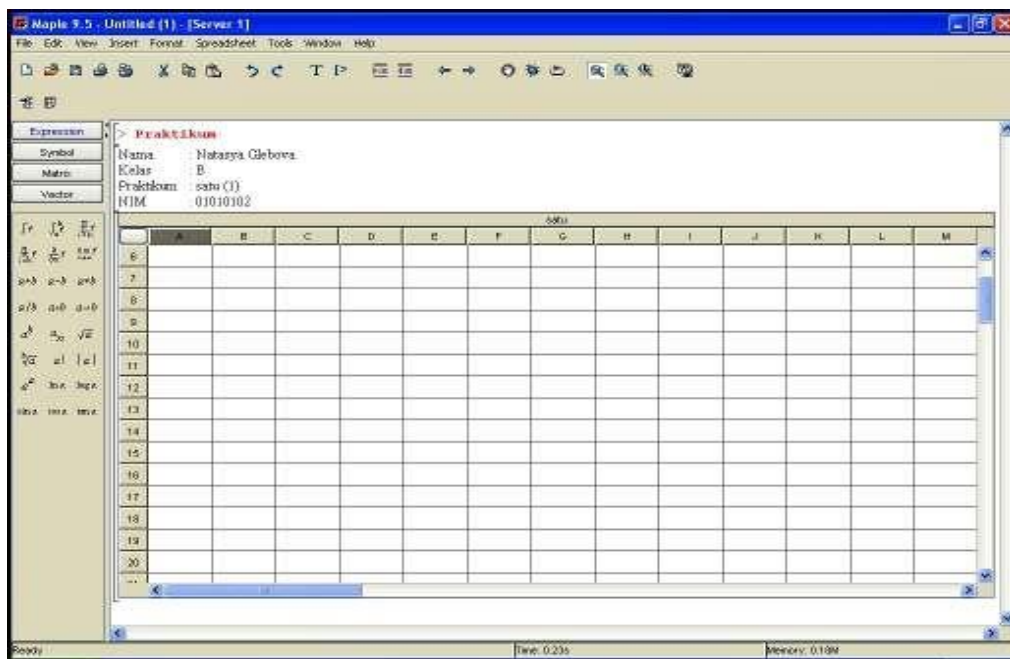 Maple 9.5 - Untitled (1) - [Server 1]
File Edit View Insert Format Spreadsheet Tools Window Help
Expression
Symbol
Matrix
Vector
> Praktikum
Nama : Natasya Glebova
Kelas : B
Praktikum : satu (1)
NIM : 01010102
satu
A B C D E F G H I J K L M
6
7
8
9
10
11
12
13
14
15
16
17
18
19
20
Ready Time: 0.23s Memory: 0.18M